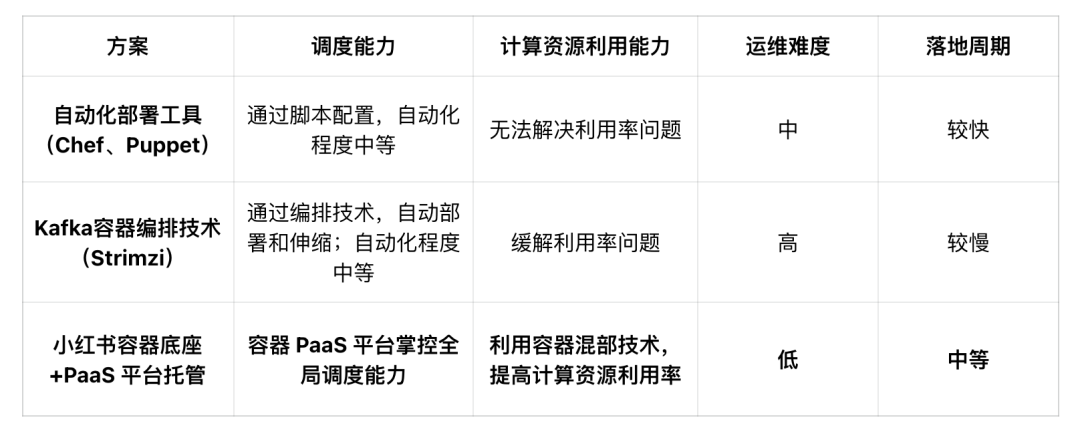 方案
调度能力
计算资源利用能力
运维难度
落地周期
自动化部署工具
（Chef、Puppet）
通过脚本配置，自动化
程度中等
无法解决利用率问题
中
较快
Kafka容器编排技术
（Strimzi）
通过编排技术，自动部
署和伸缩；自动化程度
中等
缓解利用率问题
高
较慢
小红书容器底座
+PaaS 平台托管
容器 PaaS 平台掌控全
局调度能力
利用容器混部技术，
提高计算资源利用率
低
中等